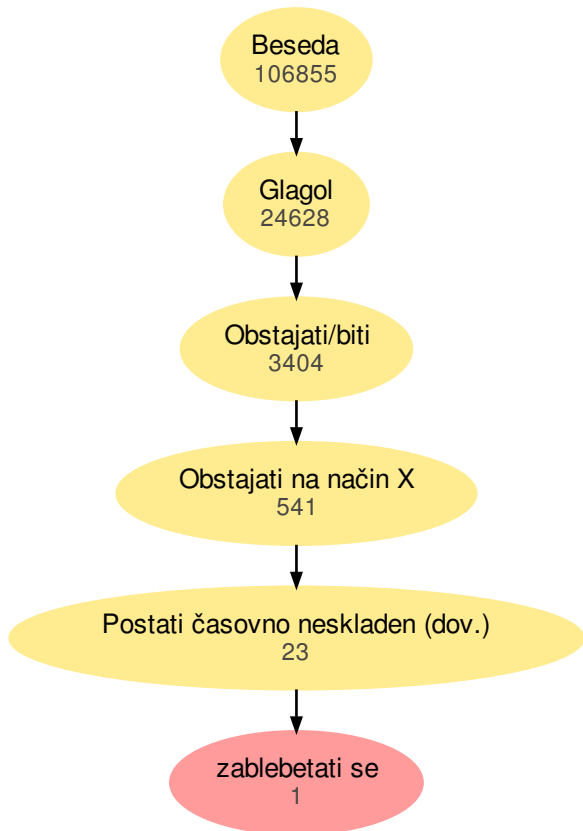 Beseda
106855
Glagol
24628
Obstajati/biti
3404
Obstajati na način X
541
Postati časovno neskladen (dov.)
23
zablebetati se
1